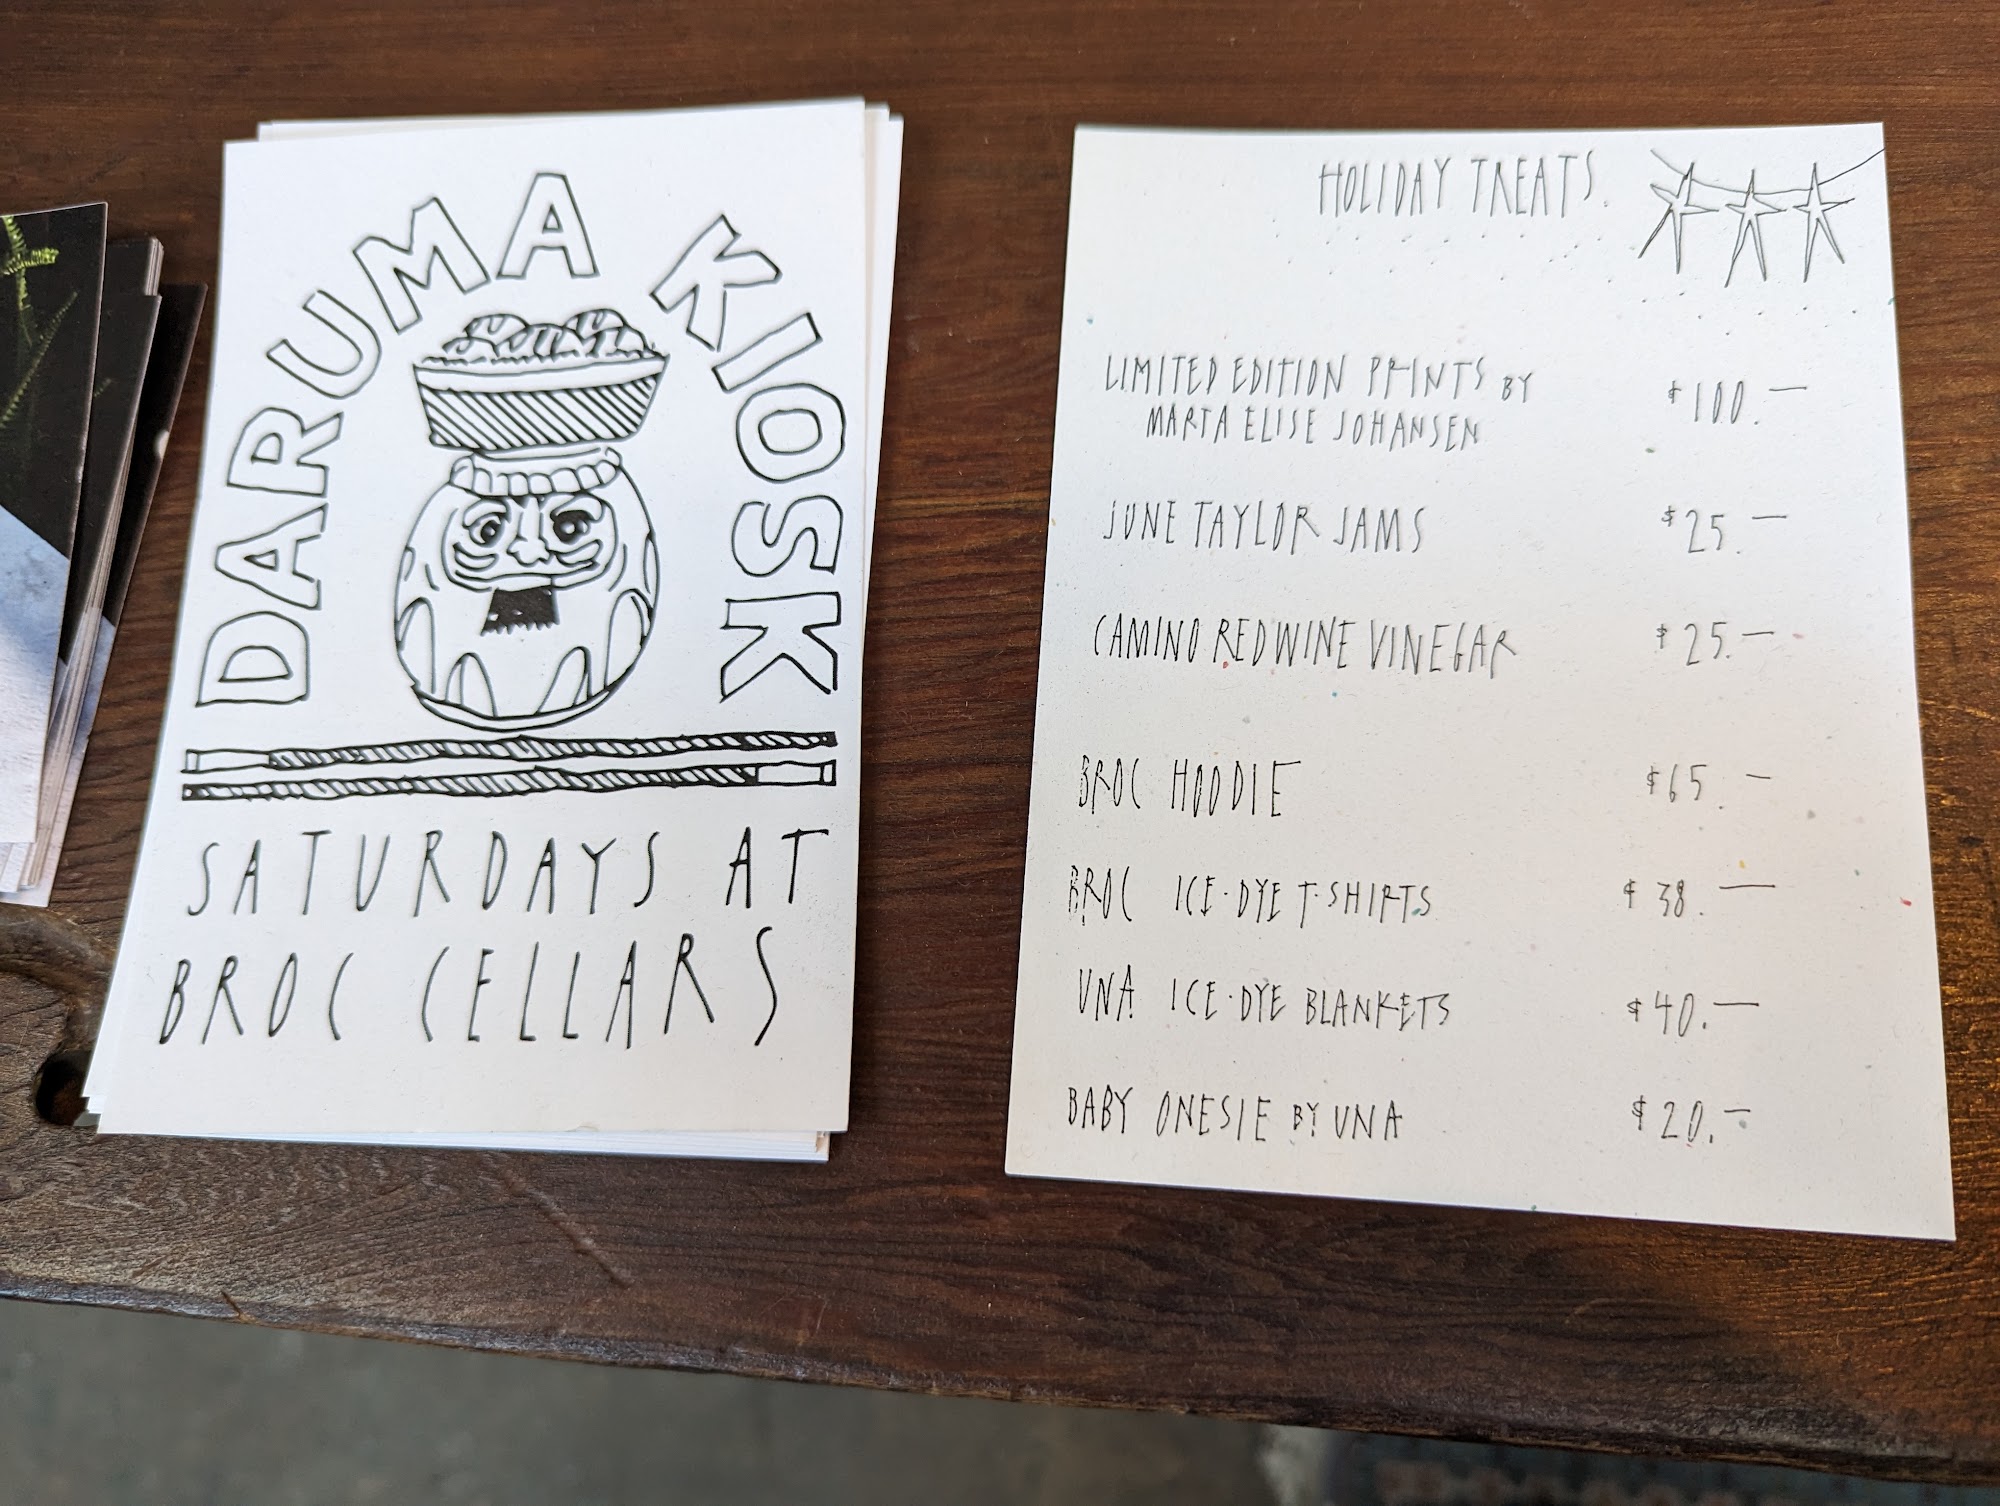 DARUMA KIOSK
SATURDAYS AT
BROC CELLARS
HOLIDAY TREATS.
LIMITED EDITION PRINTS BY $100.—
MARTA ELISE JOHANSEN
JUNE TAYLOR JAMS $25.—
CAMINO RED WINE VINEGAR $25.—
BROC HOODIE $65.—
BROC ICE-DYE T-SHIRTS $38.—
UNA ICE-DYE BLANKETS $40.—
BABY ONESIE BY UNA $20.—